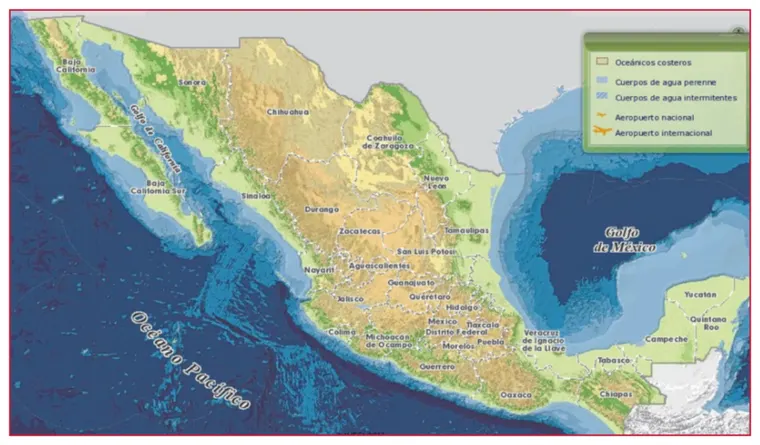 Oceánicos costeros
Cuerpos de agua perenne
Cuerpos de agua intermitentes
Aeropuerto nacional
Aeropuerto internacional
Baja
California
Sonora
Chihuahua
Golfo de California
Coahuila
de Zaragoza
Baja
California Sur
Sinaloa
Nuevo
León
Durango
Zacatecas
Tamaulipas
San Luis Potosí
Golfo
de México
Nayarit
Aguascalientes
Guanajuato
Querétaro
Hidalgo
Jalisco
Yucatán
Quintana
Roo
Campeche
Colima
México
Tlaxcala
Distrito Federal
Michoacán
de Ocampo
Morelos
Puebla
Veracruz
de Ignacio
de la Llave
Tabasco
Guerrero
Oaxaca
Chiapas
Océano Pacífico